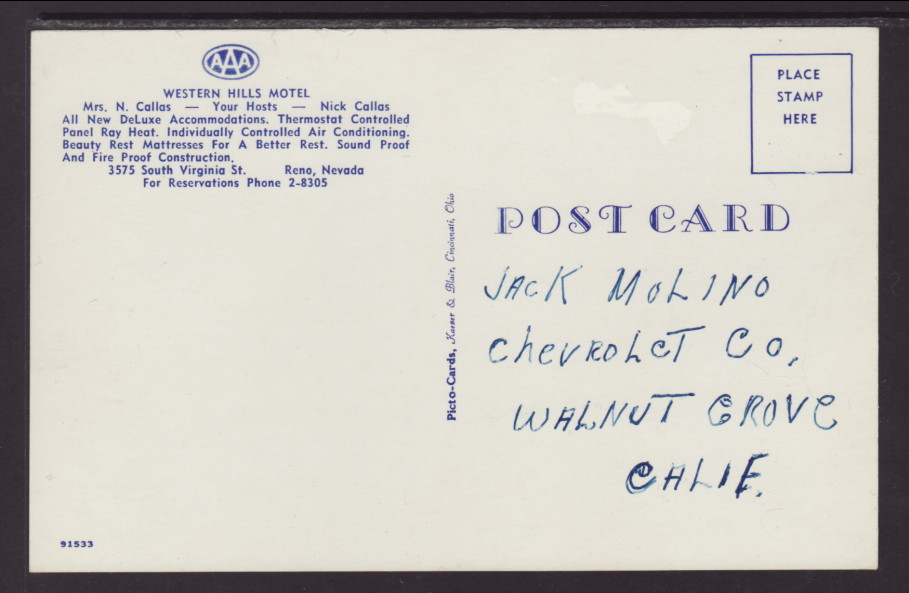 AAA
WESTERN HILLS MOTEL
Mrs. N. Callas — Your Hosts — Nick Callas
All New DeLuxe Accommodations. Thermostat Controlled
Panel Ray Heat. Individually Controlled Air Conditioning.
Beauty Rest Mattresses For A Better Rest. Sound Proof
And Fire Proof Construction.
3575 South Virginia St. Reno, Nevada
For Reservations Phone 2-8305
91533
Picto-Cards, & Blair, Cincinnati, Ohio
PLACE
STAMP
HERE
POST CARD
JACK MOLINO
CHEVROLET CO.
WALNUT GROVE
CALIF.